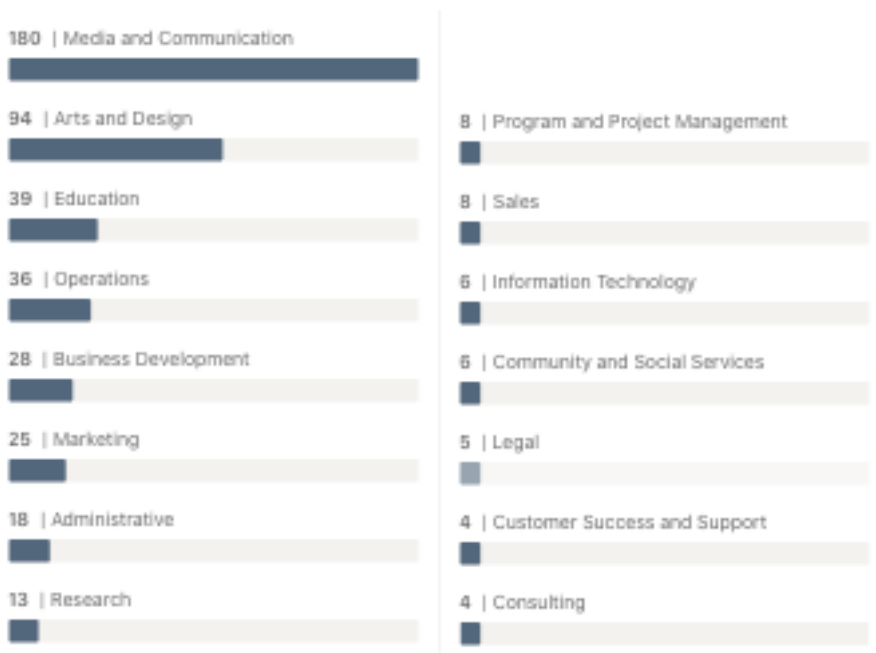 180 | Media and Communication
94 | Arts and Design
39 | Education
36 | Operations
28 | Business Development
25 | Marketing
18 | Administrative
13 | Research
8 | Program and Project Management
8 | Sales
6 | Information Technology
6 | Community and Social Services
5 | Legal
4 | Customer Success and Support
4 | Consulting